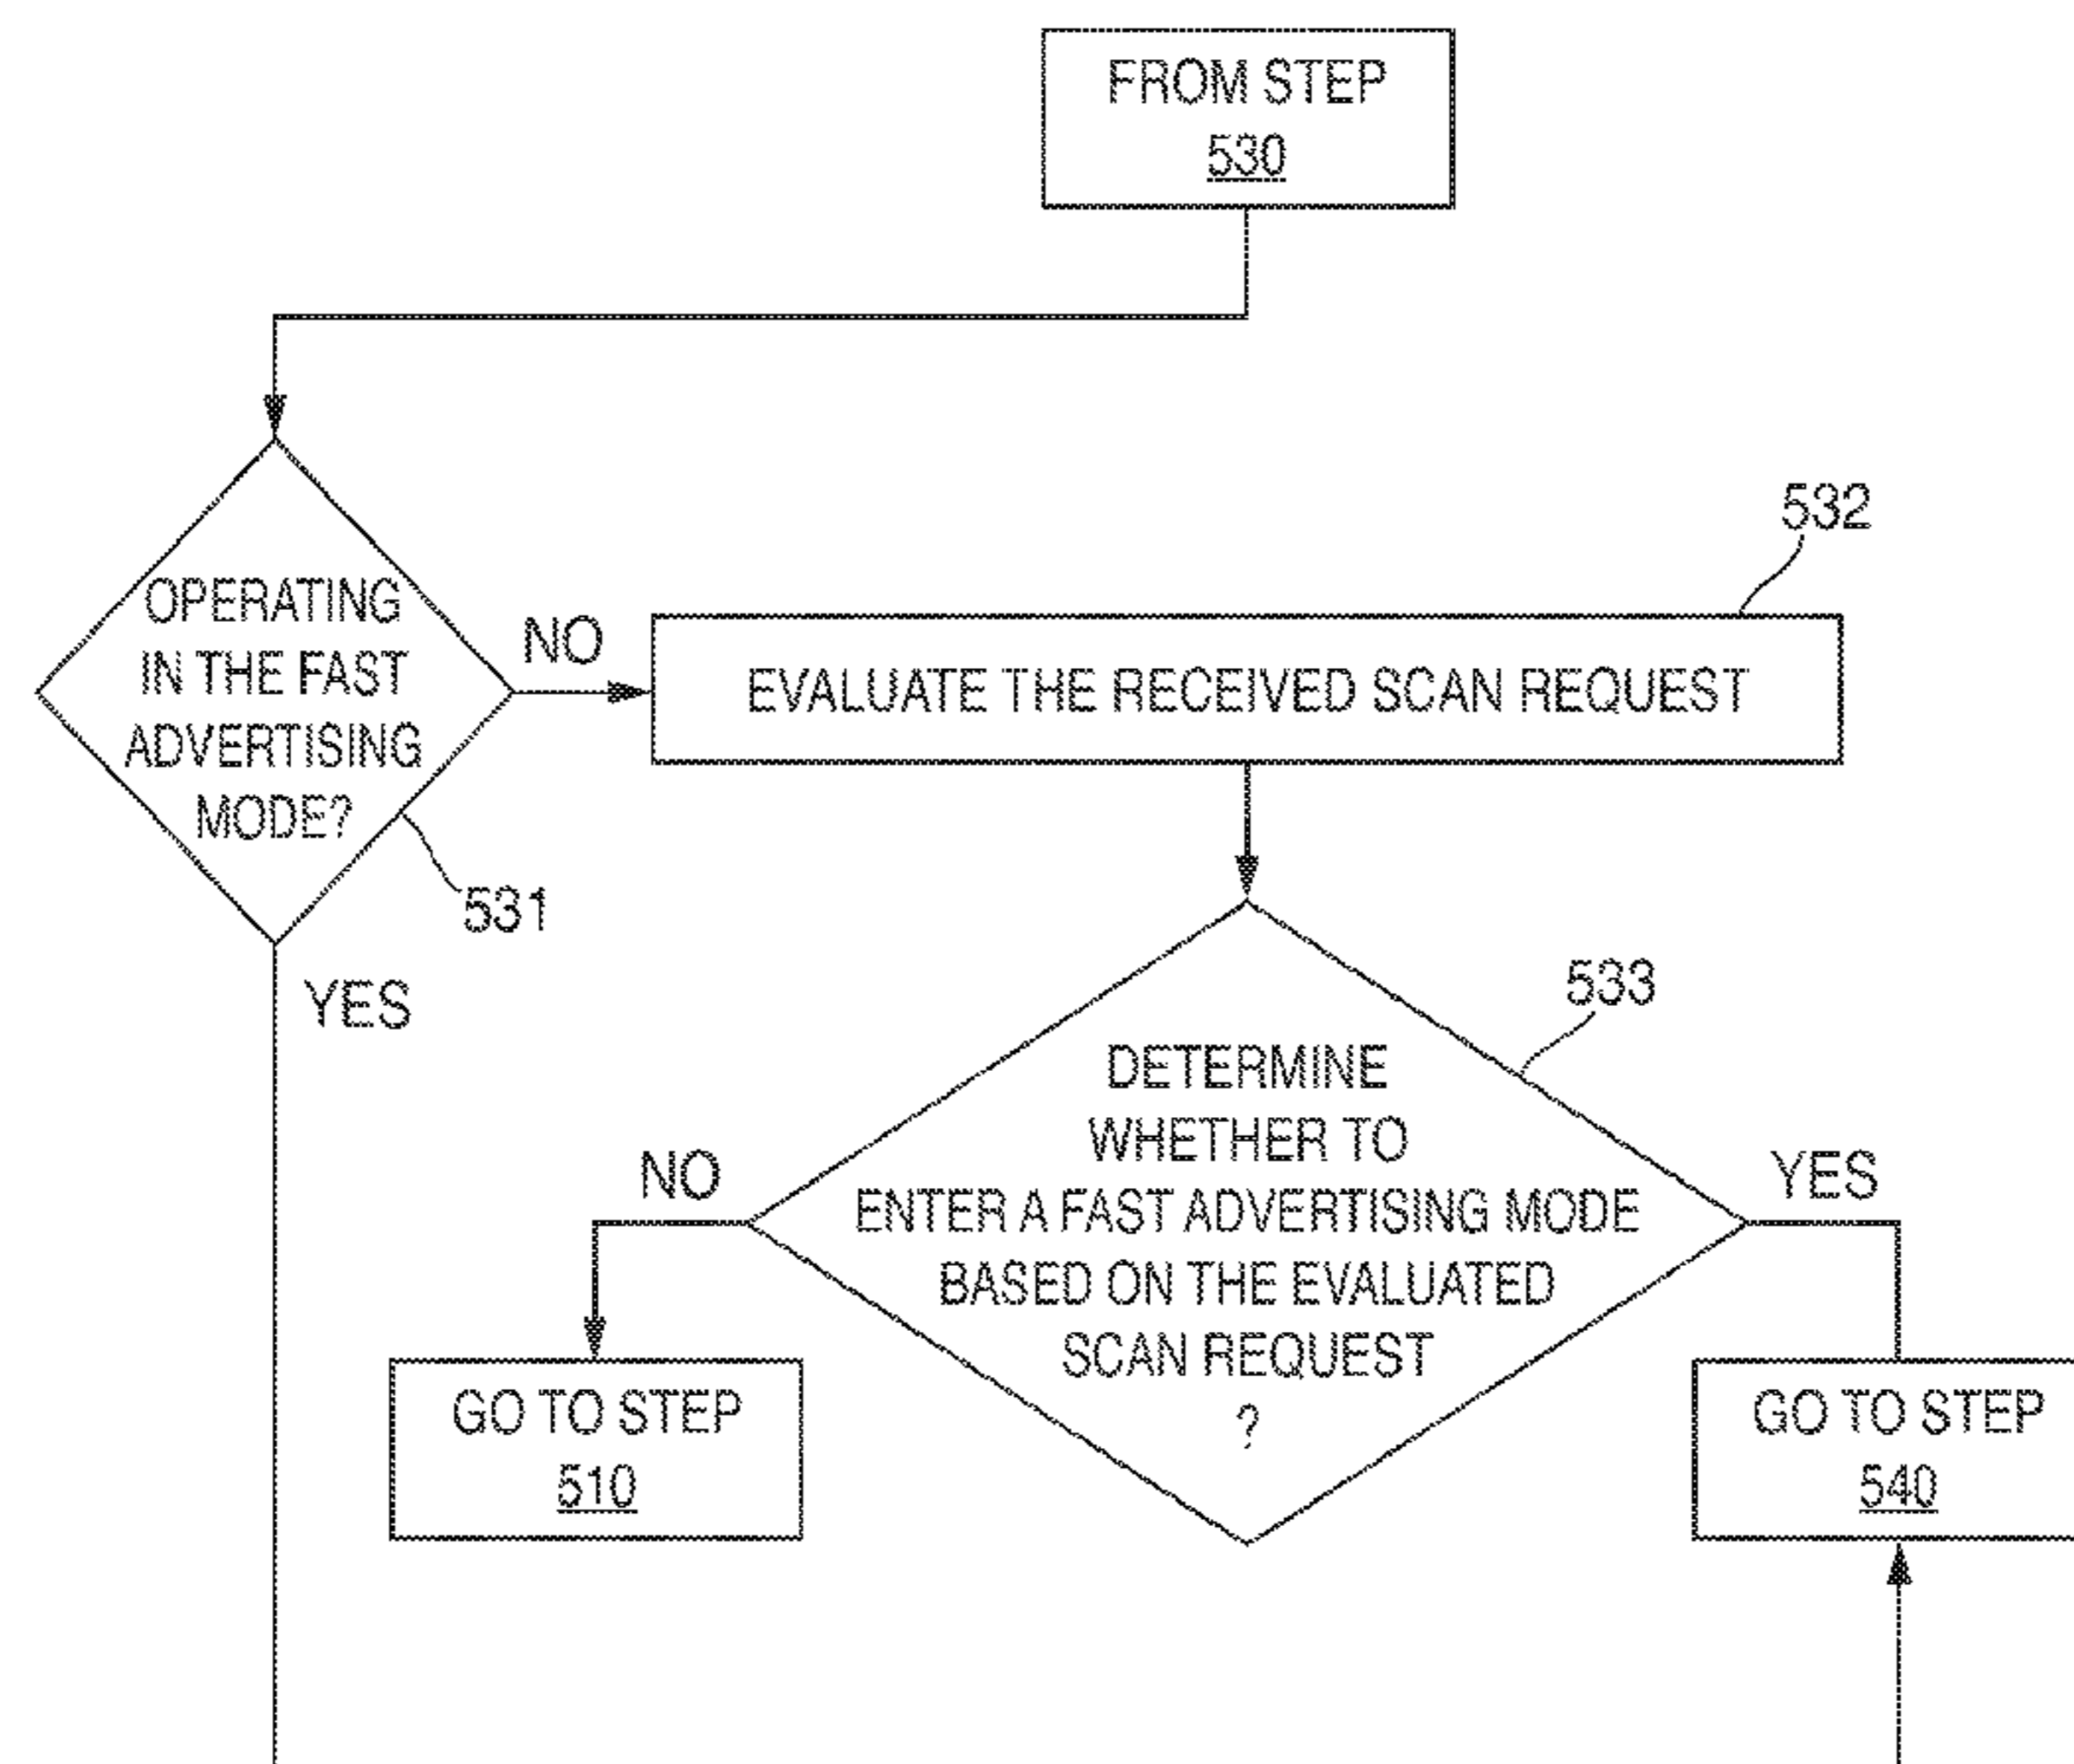 FROM STEP
530
532
OPERATING
IN THE FAST
ADVERTISING
MODE?
NO
EVALUATE THE RECEIVED SCAN REQUEST
531
YES
533
DETERMINE
WHETHER TO
ENTER A FAST ADVERTISING MODE
BASED ON THE EVALUATED
SCAN REQUEST
?
NO
YES
GO TO STEP
510
GO TO STEP
540